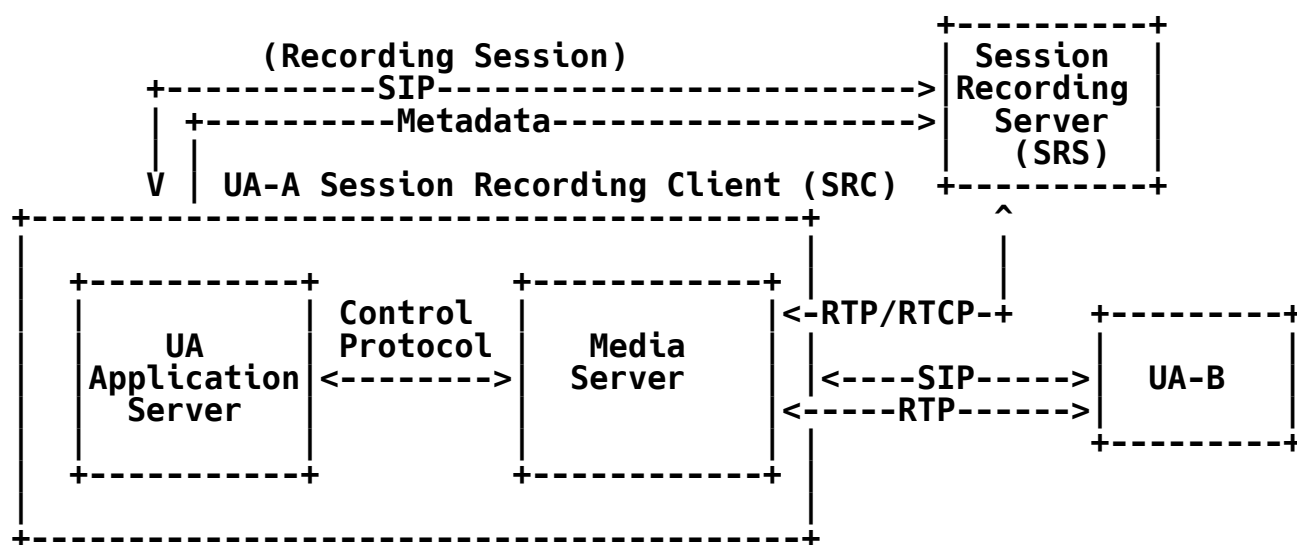 +----------+
             (Recording Session)                |  Session |
       +-----------SIP------------------------->|Recording |
       | +----------Metadata------------------->|  Server  |
       | |                                      |   (SRS)  |
       V | UA-A Session Recording Client (SRC)  +----------+
+----------------------------------------+         ^
|                                        |         |
|  +-----------+          +------------+ |         |
|  |           | Control  |            |<-RTP/RTCP-+    +---------+
|  |    UA     | Protocol |   Media    | |              |         |
|  |Application|<-------->|  Server    | |<----SIP----->|  UA-B   |
|  |  Server   |          |            |<-----RTP------>|         |
|  |           |          |            | |              +---------+
|  +-----------+          +------------+ |
|                                        |
+----------------------------------------+